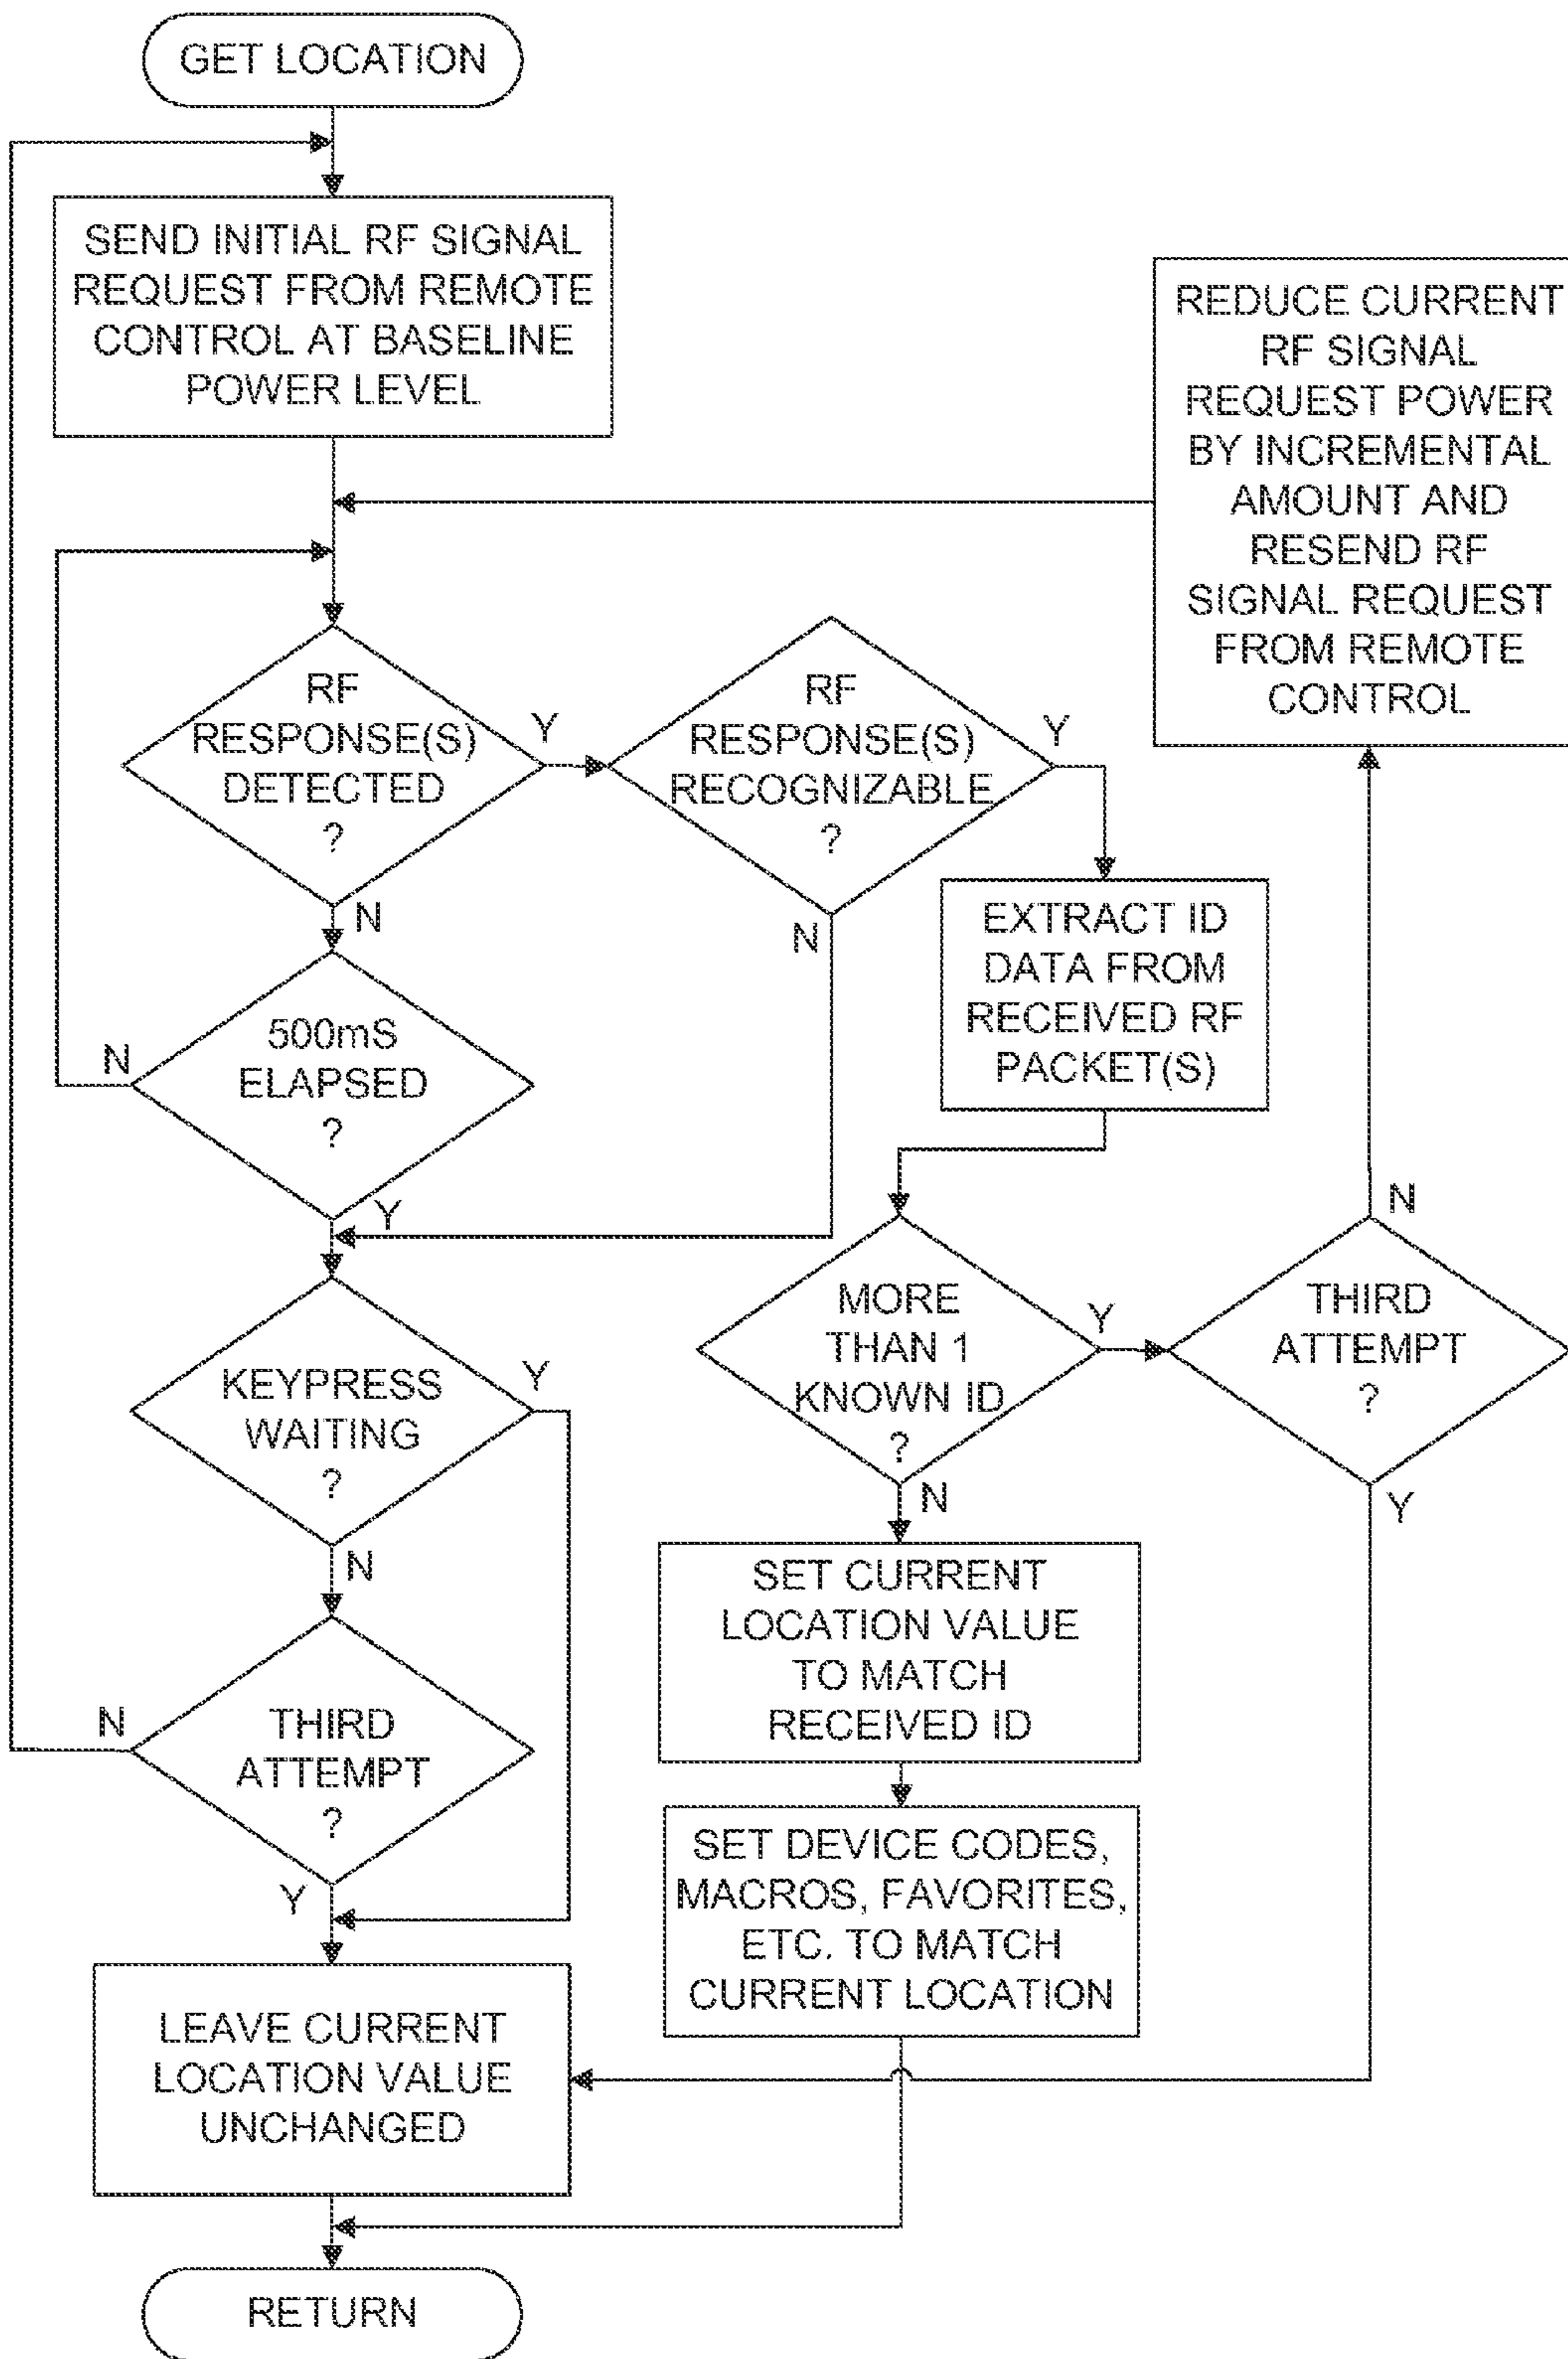 GET LOCATION
SEND INITIAL RF SIGNAL
REQUEST FROM REMOTE
CONTROL AT BASELINE
POWER LEVEL
REDUCE CURRENT
RF SIGNAL
REQUEST POWER
BY INCREMENTAL
AMOUNT AND
RESEND RF
SIGNAL REQUEST
FROM REMOTE
CONTROL
RF
RESPONSE(S)
DETECTED
?
Y
N
RF
RESPONSE(S)
RECOGNIZABLE
?
Y
N
EXTRACT ID
DATA FROM
RECEIVED RF
PACKET(S)
500mS
ELAPSED
?
N
Y
MORE
THAN 1
KNOWN ID
?
Y
N
THIRD
ATTEMPT
?
N
Y
KEYPRESS
WAITING
?
Y
N
SET CURRENT
LOCATION VALUE
TO MATCH
RECEIVED ID
THIRD
ATTEMPT
?
N
Y
SET DEVICE CODES,
MACROS, FAVORITES,
ETC. TO MATCH
CURRENT LOCATION
LEAVE CURRENT
LOCATION VALUE
UNCHANGED
RETURN